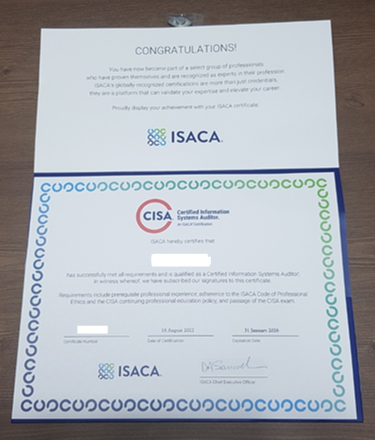 CONGRATULATIONS!
You have now become part of a select group of professionals
who have proven themselves and are recognized as experts in their profession.
ISACA's globally recognized certifications are more than just credentials,
they are a platform that can validate your expertise and elevate your career.
Proudly display your achievement with your ISACA certificate.
ISACA.
CISA. Certified Information
Systems Auditor.
An ISACA Certification
ISACA hereby certifies that
has successfully met all requirements and is qualified as a Certified Information Systems Auditor;
in witness whereof, we have subscribed our signatures to this certificate.
Requirements include prerequisite professional experience; adherence to the ISACA Code of Professional
Ethics and the CISA continuing professional education policy; and passage of the CISA exam.
August 2022 31 January 2026
Certificate Number Date of Certification Expiration Date
ISACA.
ISACA Chief Executive Officer